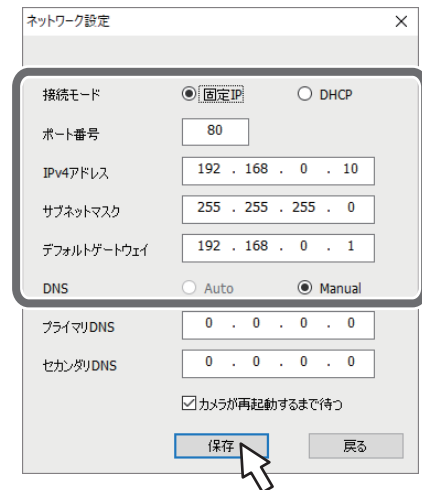 ネットワーク設定
接続モード 固定IP DHCP
ポート番号 80
IPv4アドレス 192 . 168 . 0 . 10
サブネットマスク 255 . 255 . 255 . 0
デフォルトゲートウェイ 192 . 168 . 0 . 1
DNS Auto Manual
プライマリDNS 0 . 0 . 0 . 0
セカンダリDNS 0 . 0 . 0 . 0
カメラが再起動するまで待つ
保存 戻る